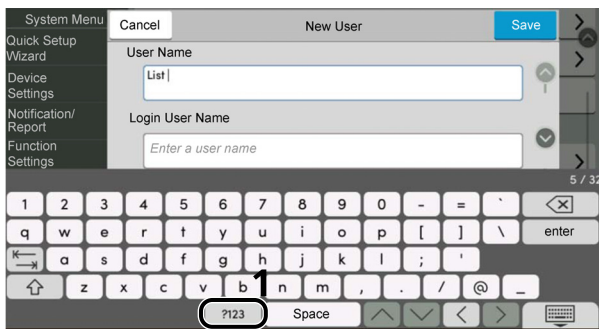 System Menu
Cancel
New User
Save
Quick Setup
Wizard
User Name
List
Device
Settings
Notification/
Report
Login User Name
Function
Settings
Enter a user name
5 / 32
1 2 3 4 5 6 7 8 9 0 - = `
q w e r t y u i o p [ ] \ enter
a s d f g h j k l ; '
z x c v b n m , . / @ _
1
?123 Space